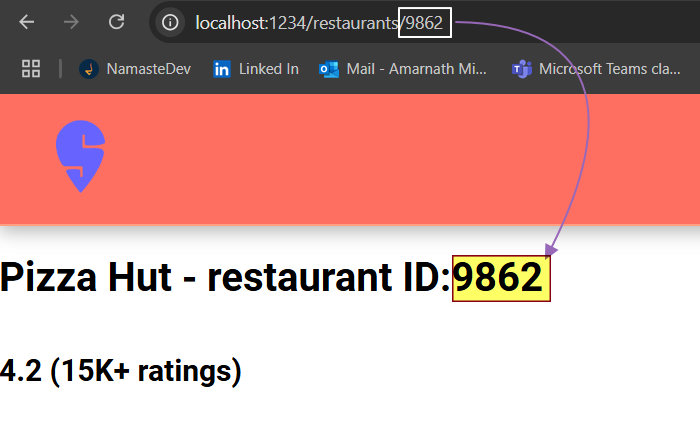 localhost:1234/restaurants/9862
NamasteDev Linked In Mail - Amarnath Mi... Microsoft Teams cla...
Pizza Hut - restaurant ID:9862
4.2 (15K+ ratings)